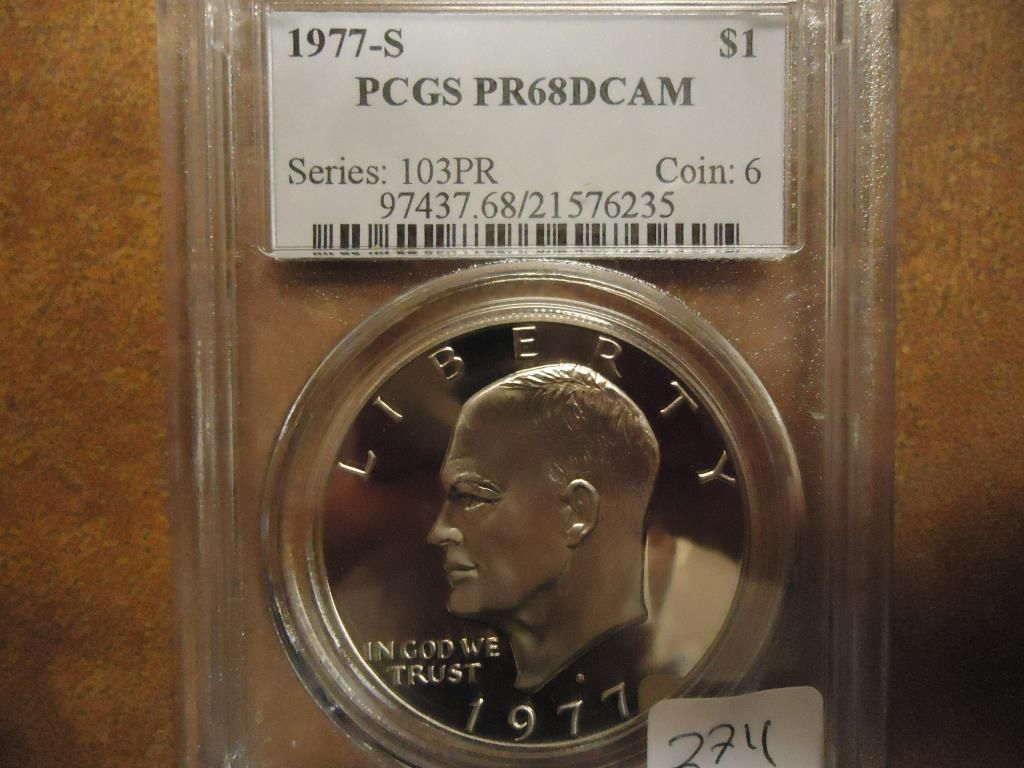 1977-S $1
PCGS PR68DCAM
Series: 103PR Coin: 6
97437.68/21576235
LIBERTY
IN GOD WE
TRUST
S
1977
274